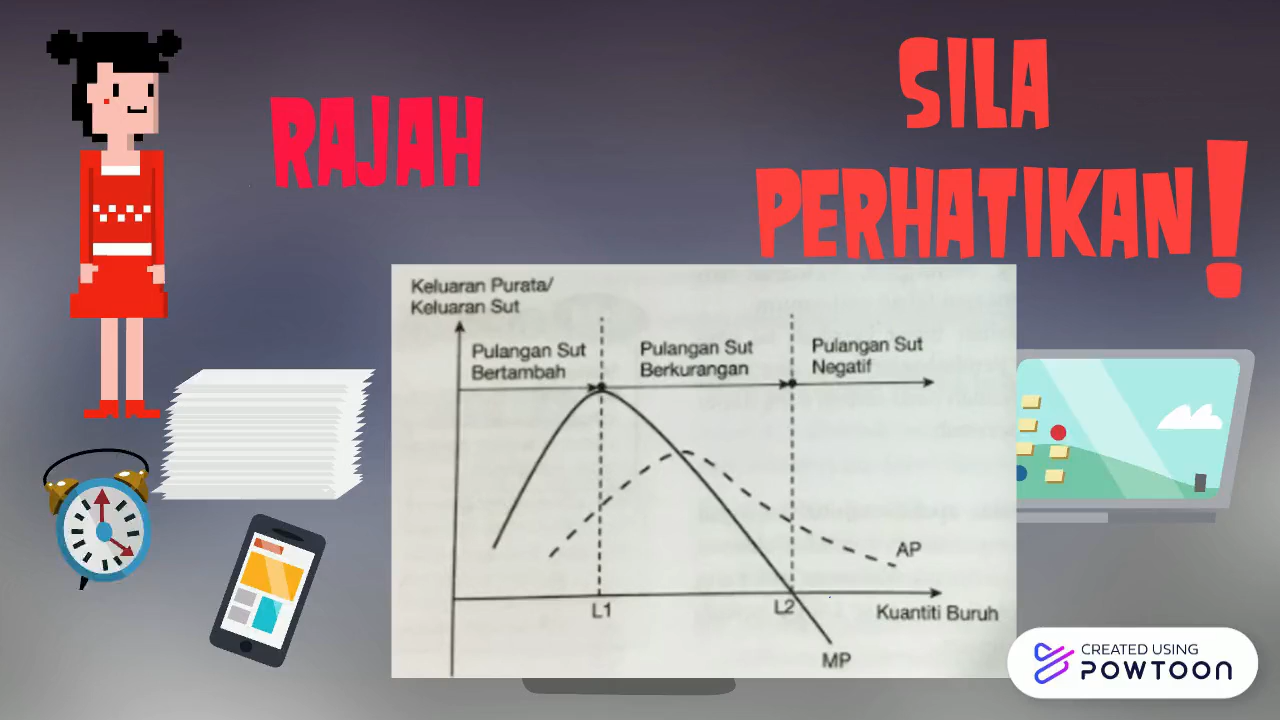 RAJAH
SILA
PERHATIKAN!
Keluaran Purata/
Keluaran Sut
Pulangan Sut
Bertambah
Pulangan Sut
Berkurangan
Pulangan Sut
Negatif
AP
L1
L2
Kuantiti Buruh
MP
CREATED USING
POWTOON